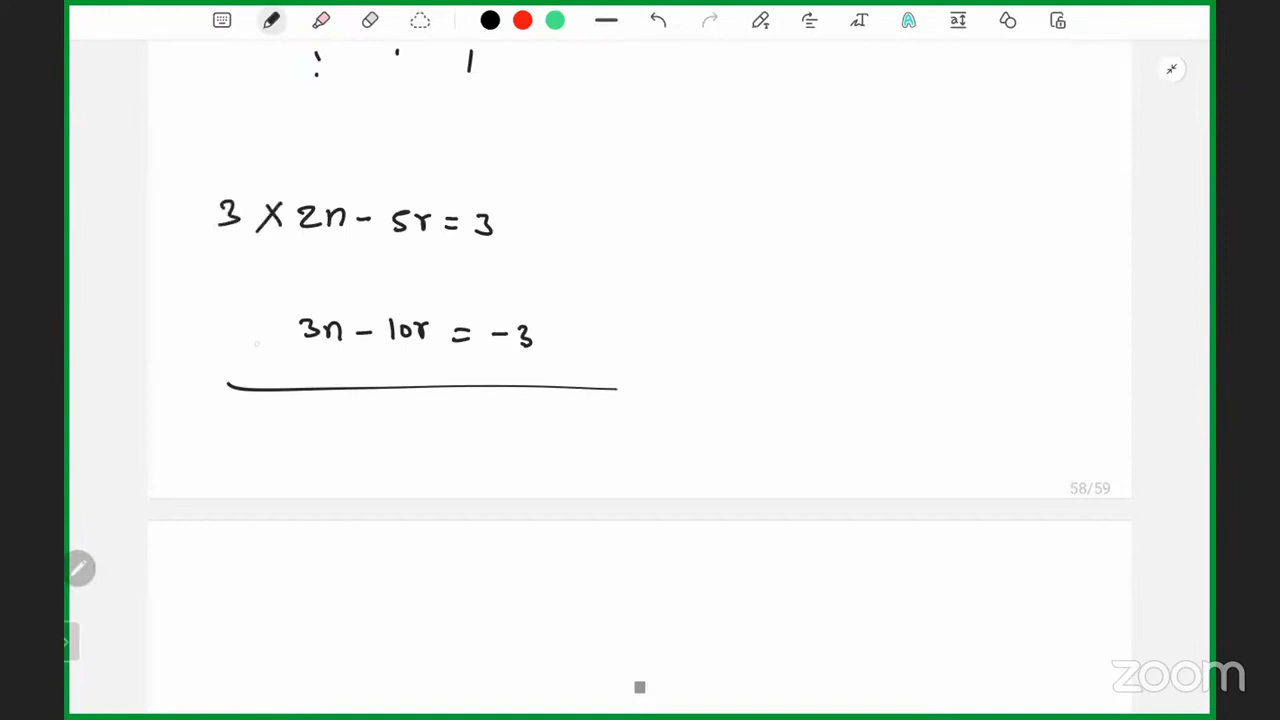 3 × 2n - 5r = 3
3n - 10r = -3
58/59
zoom